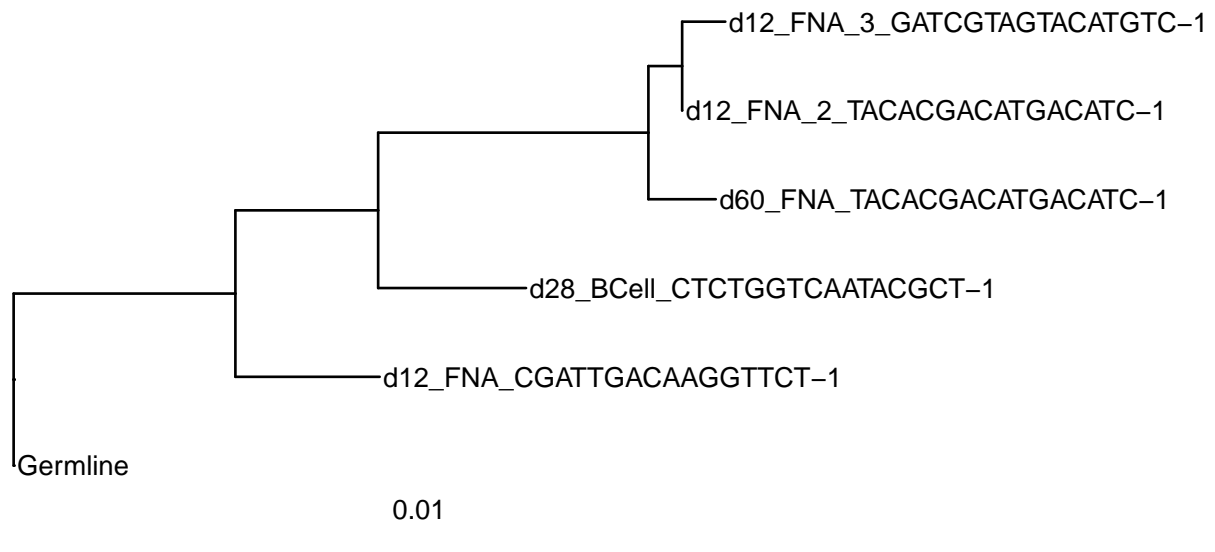 d12_FNA_3_GATCGTAGTACATGTC−1
d12_FNA_2_TACACGACATGACATC−1
d60_FNA_TACACGACATGACATC−1
d28_BCell_CTCTGGTCAATACGCT−1
d12_FNA_CGATTGACAAGGTTCT−1
Germline
0.01